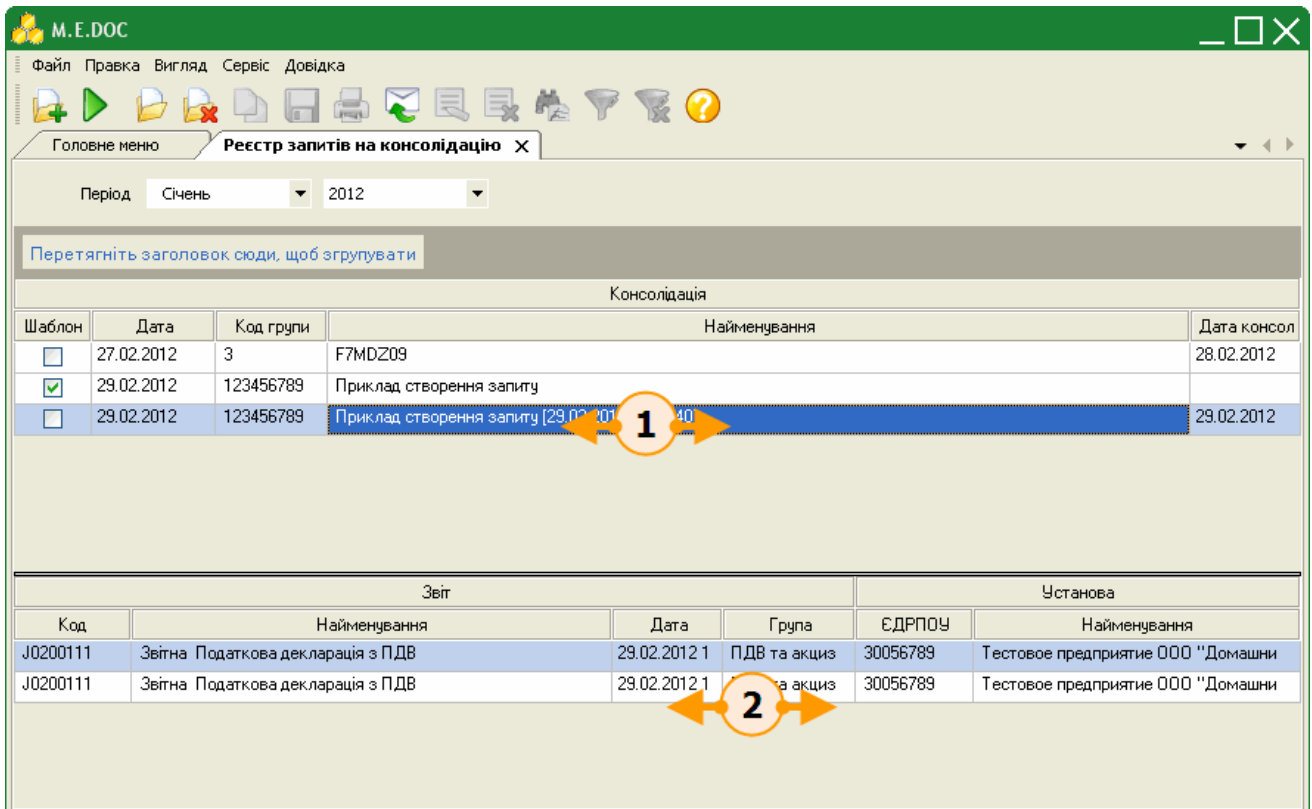 M.E.DOC
Файл Правка Вигляд Сервіс Довідка
Головне меню Реєстр запитів на консолідацію X
Період Січень 2012
Перетягніть заголовок сюди, щоб згрупувати
Консолідація
Шаблон Дата Код групи Найменування Дата консол
27.02.2012 3 F7MDZ09 28.02.2012
29.02.2012 123456789 Приклад створення запиту
29.02.2012 123456789 Приклад створення запиту [29.02.201 40 29.02.2012
1
Звіт Установа
Код Найменування Дата Група ЄДРПОУ Найменування
J0200111 Звітна Податкова декларація з ПДВ 29.02.2012 1 ПДВ та акциз 30056789 Тестовое предприятие ООО "Домашни
J0200111 Звітна Податкова декларація з ПДВ 29.02.2012 1 та акциз 30056789 Тестовое предприятие ООО "Домашни
2